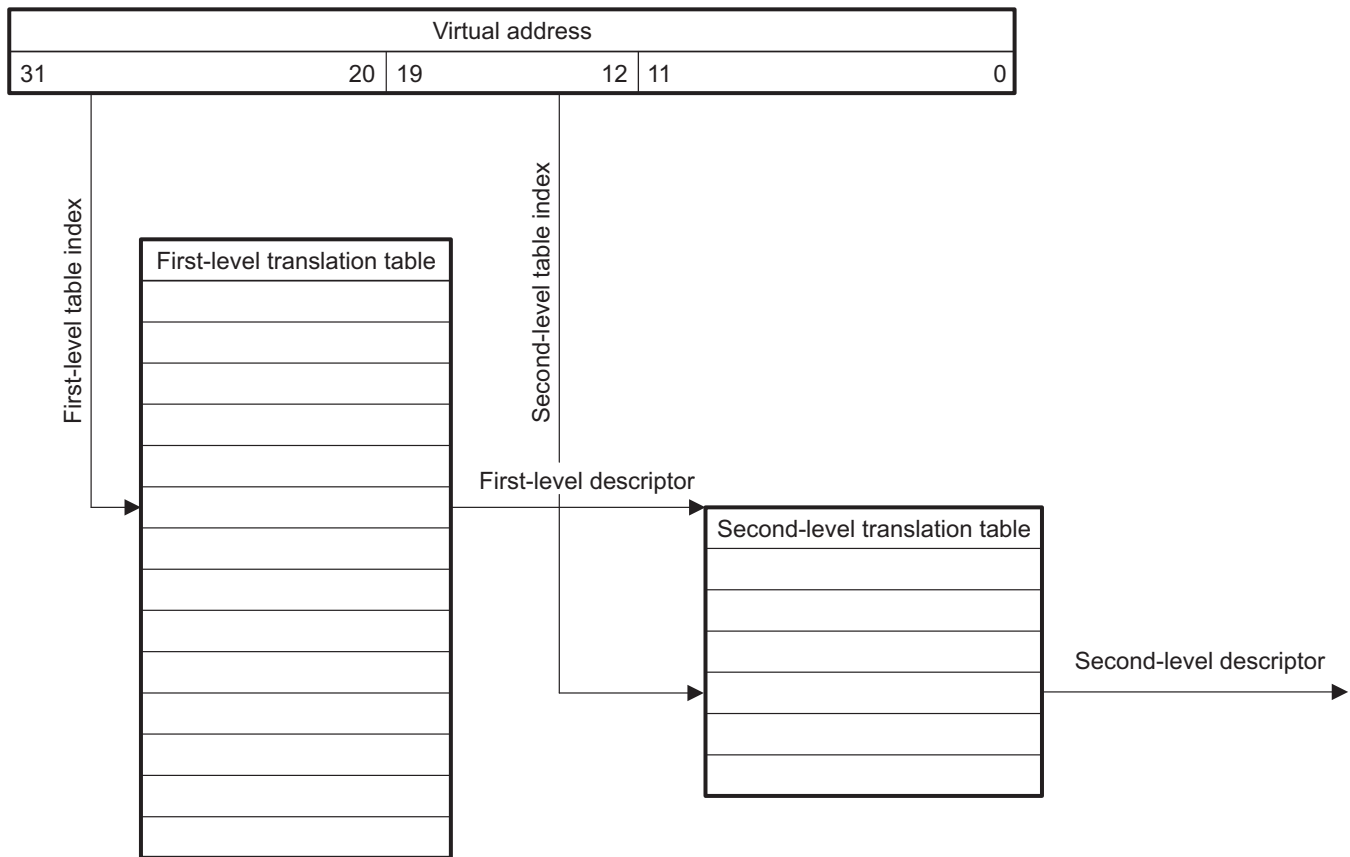 Virtual address
31 20 19 12 11 0
First-level table index
Second-level table index
First-level translation table
First-level descriptor
Second-level translation table
Second-level descriptor